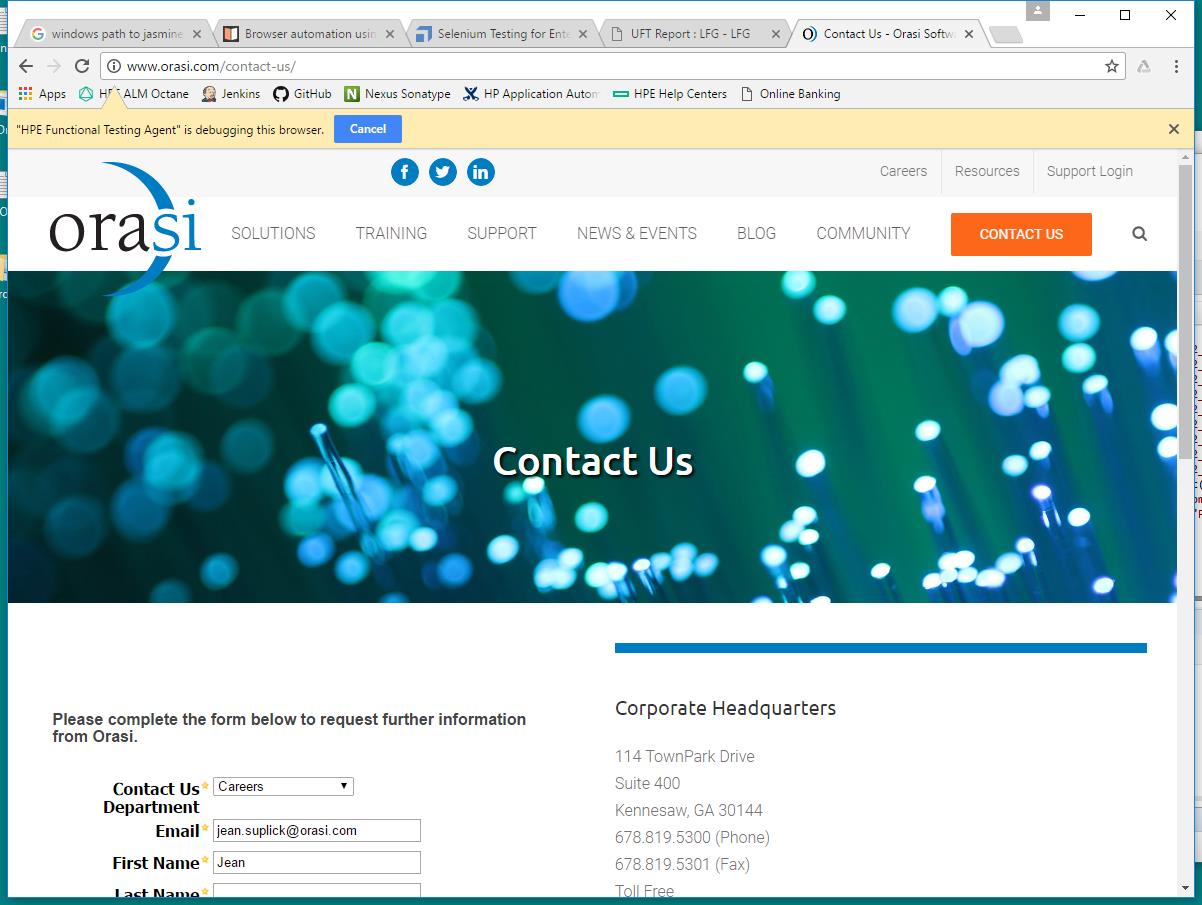 windows path to jasmine
Browser automation usin
Selenium Testing for Ente
UFT Report : LFG - LFG
Contact Us - Orasi Softwa
www.orasi.com/contact-us/
Apps
ALM Octane
Jenkins
GitHub
Nexus Sonatype
HP Application Autom
HPE Help Centers
Online Banking
"HPE Functional Testing Agent" is debugging this browser.
Cancel
Careers
Resources
Support Login
orasi
SOLUTIONS
TRAINING
SUPPORT
NEWS & EVENTS
BLOG
COMMUNITY
CONTACT US
Contact Us
Please complete the form below to request further information
from Orasi.
Contact Us
Department
Careers
Email
jean.suplick@orasi.com
First Name
Jean
Last Name
Corporate Headquarters
114 TownPark Drive
Suite 400
Kennesaw, GA 30144
678.819.5300 (Phone)
678.819.5301 (Fax)
Toll Free